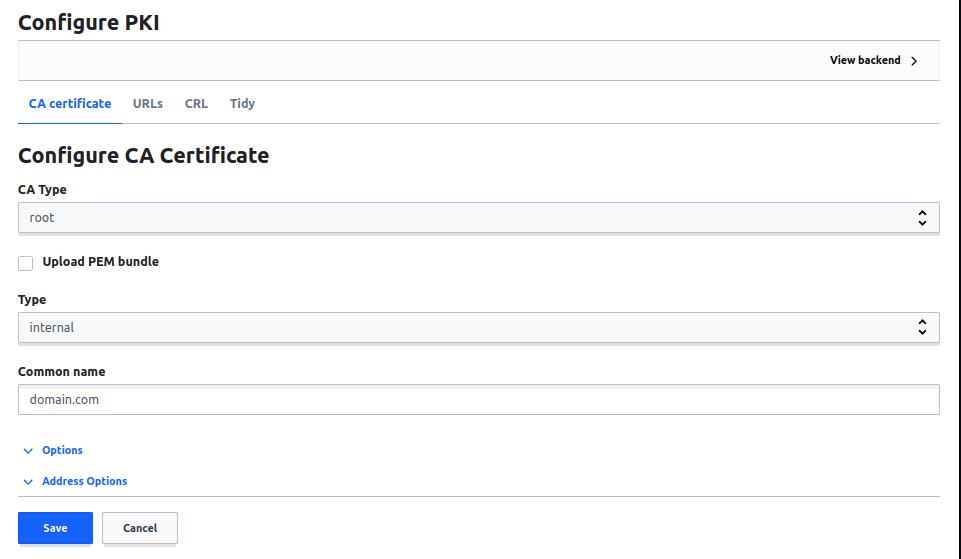 Configure PKI
View backend
CA certificate URLs CRL Tidy
Configure CA Certificate
CA Type
root
Upload PEM bundle
Type
internal
Common name
domain.com
Options
Address Options
Save Cancel